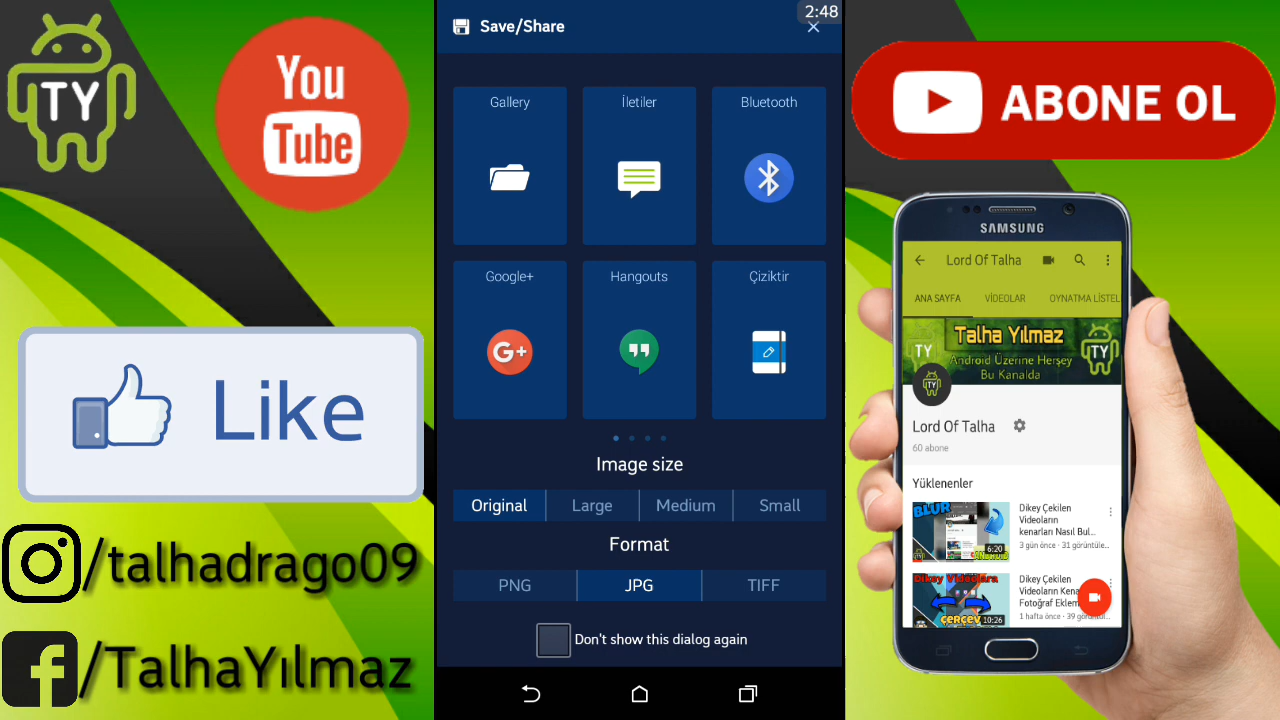 TY
You
Tube
Like
/talhadrago09
/TalhaYılmaz
2:48
Save/Share
Gallery
İletiler
Bluetooth
Google+
G+
Hangouts
Çiziktir
Image size
Original
Large
Medium
Small
Format
PNG
JPG
TIFF
Don't show this dialog again
ABONE OL
SAMSUNG
Lord Of Talha
ANA SAYFA
VİDEOLAR
OYNATMA LİSTEL
TY
Talha Yılmaz
Android Üzerine Herşey
Bu Kanalda
TY
TY
Lord Of Talha
60 abone
Yüklenenler
BLUR
ANDROID
6:20
Dikey Çekilen
Videoların
kenarları Nasıl Bul...
3 gün önce · 31 görüntüle...
Dikey Videolara
ÇERÇEV
10:26
Dikey Çekilen
Videoların Kena
Fotoğraf Eklem
1 hafta önce · 39 görüntül...